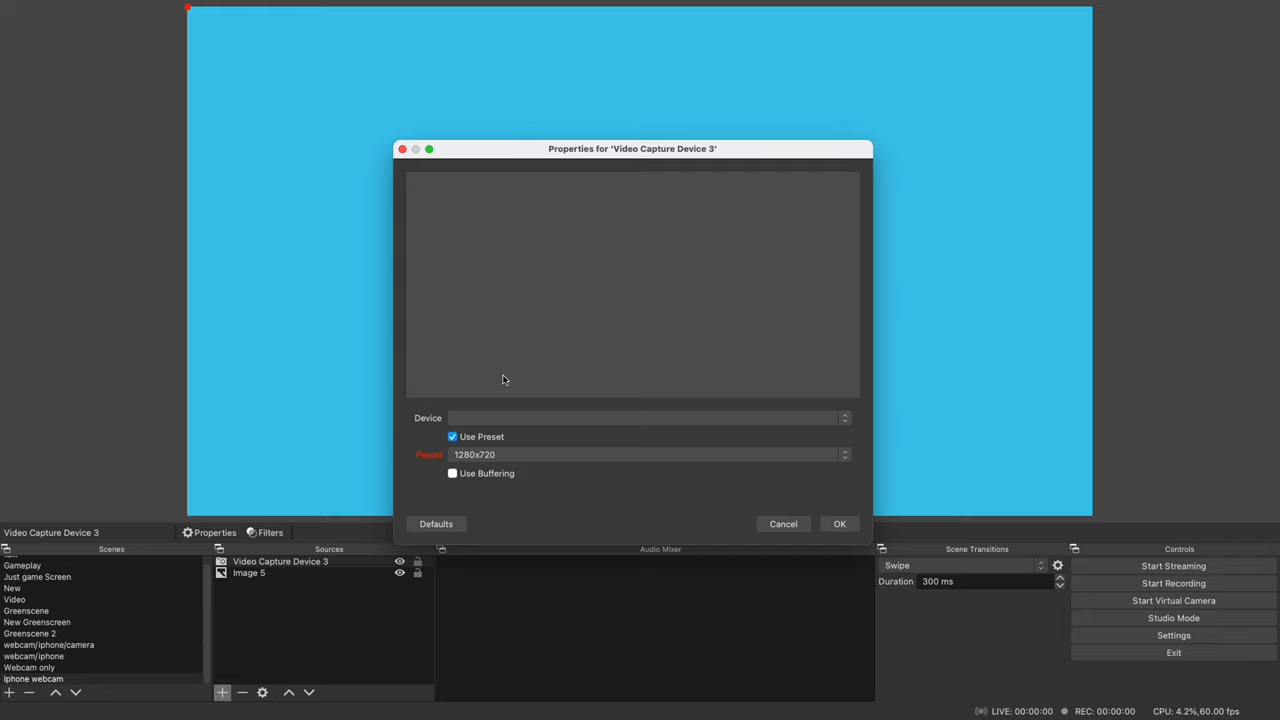 Properties for 'Video Capture Device 3'
Device
Use Preset
Preset
1280x720
Use Buffering
Defaults
Cancel
OK
Video Capture Device 3
Properties
Filters
Scenes
Gameplay
Just game Screen
New
Video
Greenscene
New Greenscreen
Greenscene 2
webcam/iphone/camera
webcam/iphone
Webcam only
Iphone webcam
Sources
Video Capture Device 3
Image 5
Audio Mixer
Scene Transitions
Swipe
Duration
300 ms
Controls
Start Streaming
Start Recording
Start Virtual Camera
Studio Mode
Settings
Exit
LIVE: 00:00:00
REC: 00:00:00
CPU: 4.2%,60.00 fps